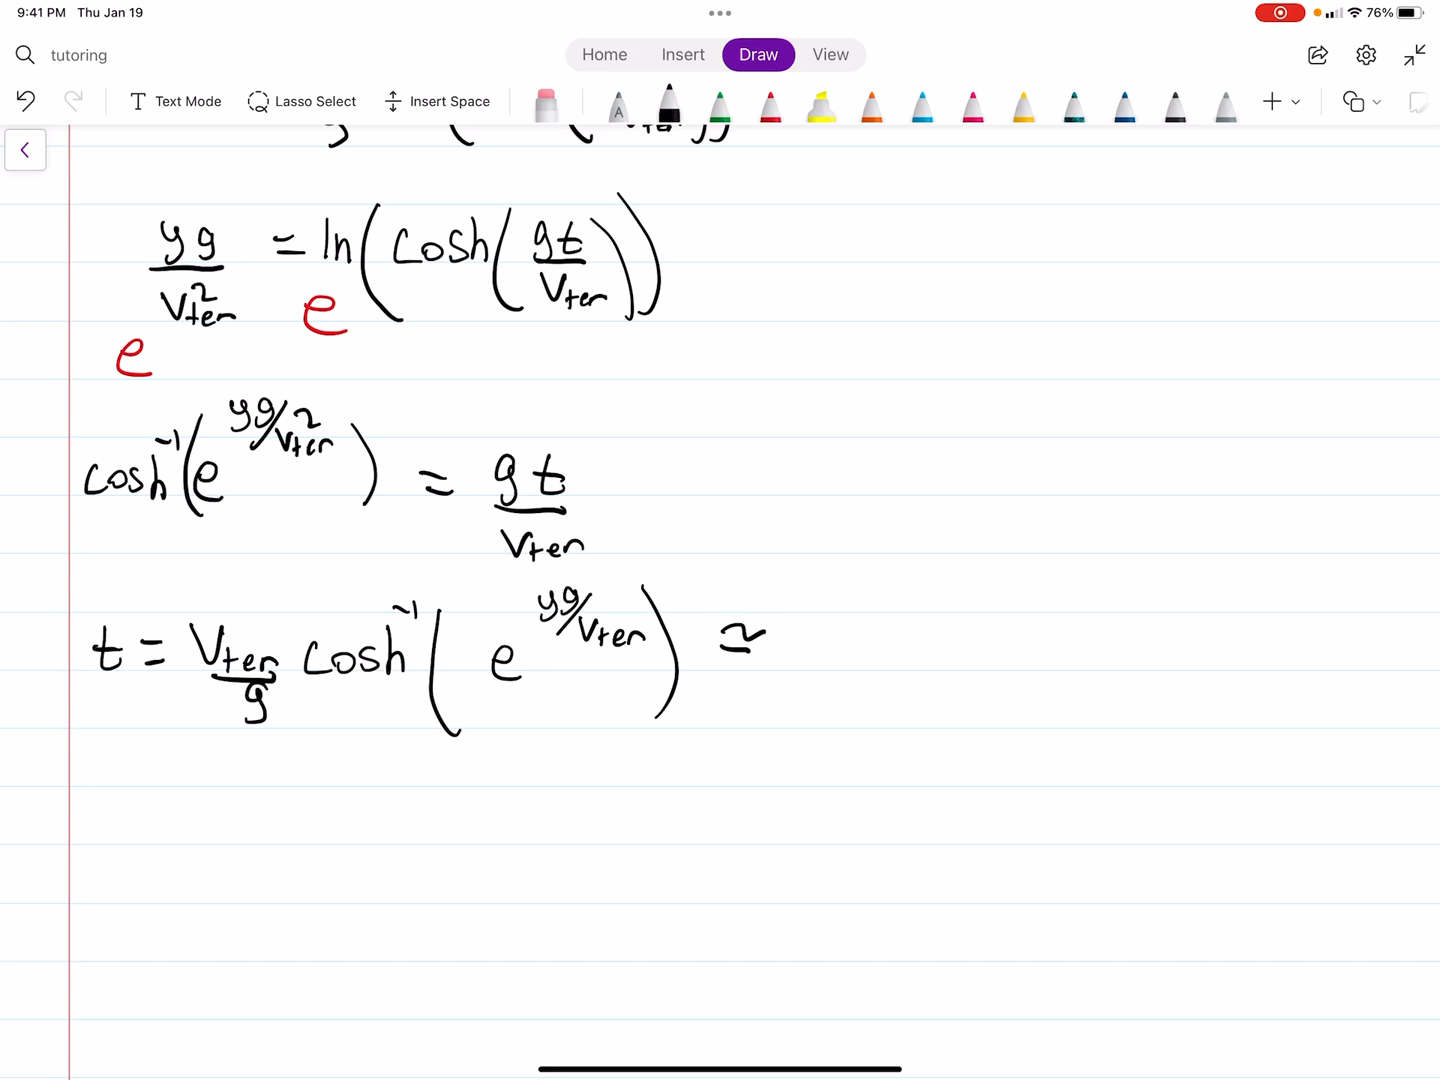 9:41 PM Thu Jan 19
76%
tutoring
Home Insert Draw View
T Text Mode Lasso Select Insert Space A
yg/v²ter = ln(cosh(gt/vter))
e e
cosh⁻¹(e^(yg/v²ter)) = gt/vter
t = vter/g cosh⁻¹(e^(yg/vter)) ≃